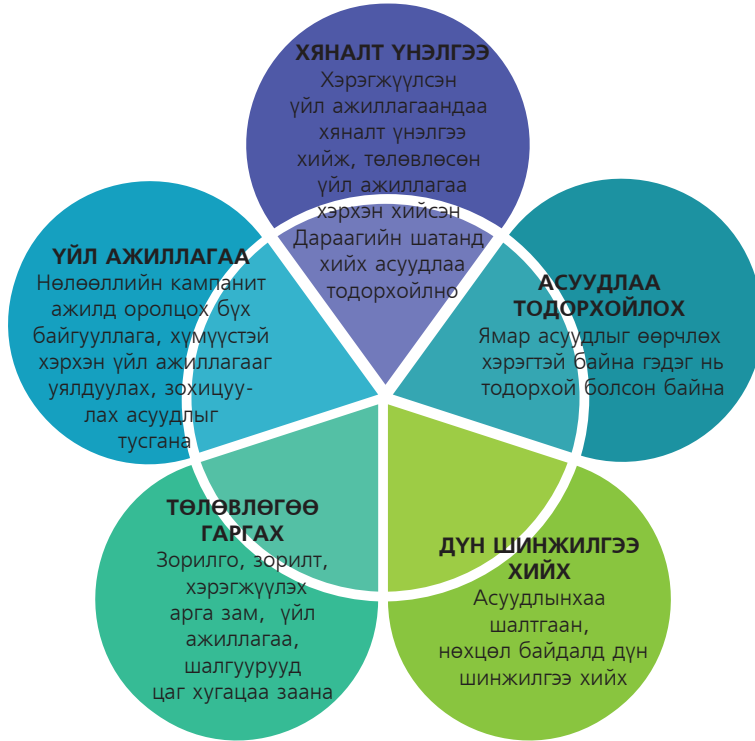 ХЯНАЛТ ҮНЭЛГЭЭ
Хэрэгжүүлсэн
үйл ажиллагаандаа
хяналт үнэлгээ
хийж, төлөвлөсөн
үйл ажиллагаа
хэрхэн хийсэн
Дараагийн шатанд
хийх асуудлаа
тодорхойлно
АСУУДЛАА
ТОДОРХОЙЛОХ
Ямар асуудлыг өөрчлөх
хэрэгтэй байна гэдэг нь
тодорхой болсон байна
ДҮН ШИНЖИЛГЭЭ
ХИЙХ
Асуудлынхаа
шалтгаан,
нөхцөл байдалд дүн
шинжилгээ хийх
ТӨЛӨВЛӨГӨӨ
ГАРГАХ
Зорилго, зорилт,
хэрэгжүүлэх
арга зам, үйл
ажиллагаа,
шалгуурууд
цаг хугацаа заана
ҮЙЛ АЖИЛЛАГАА
Нөлөөллийн кампанит
ажилд оролцох бүх
байгууллага, хүмүүстэй
хэрхэн үйл ажиллагааг
уялдуулах, зохицуу-
лах асуудлыг
тусгана